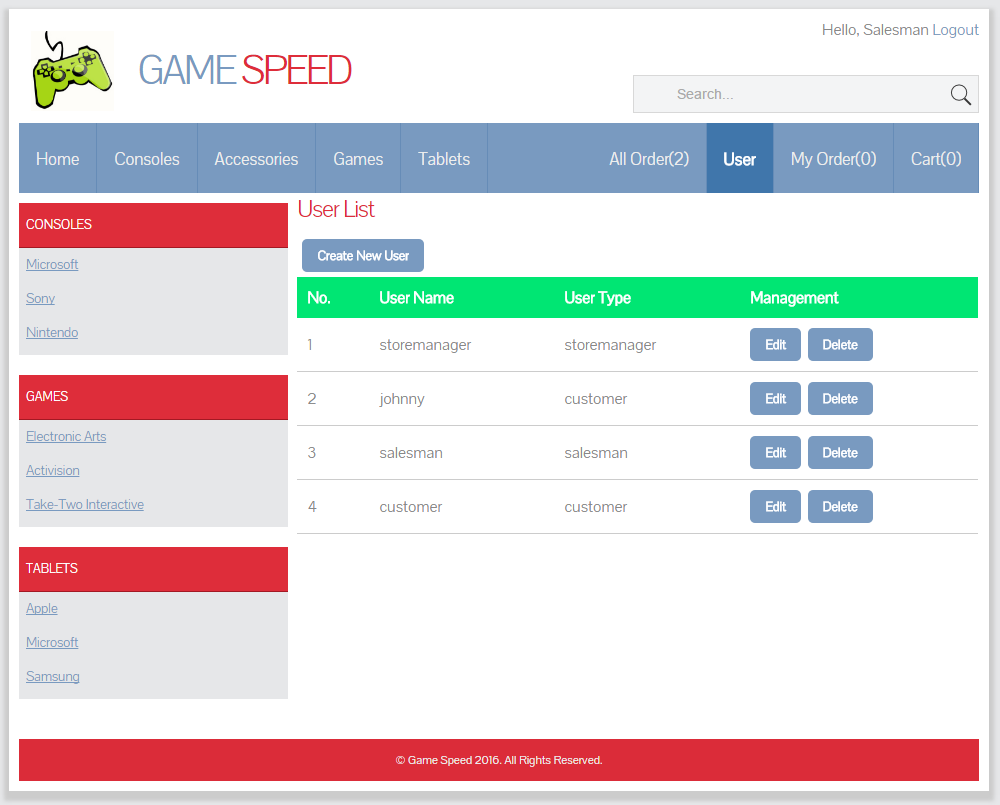 Hello, Salesman Logout
GAME SPEED
Search...
Home Consoles Accessories Games Tablets All Order(2) User My Order(0) Cart(0)
CONSOLES
Microsoft
Sony
Nintendo
GAMES
Electronic Arts
Activision
Take-Two Interactive
TABLETS
Apple
Microsoft
Samsung
User List
Create New User
No. User Name User Type Management
1 storemanager storemanager Edit Delete
2 johnny customer Edit Delete
3 salesman salesman Edit Delete
4 customer customer Edit Delete
© Game Speed 2016. All Rights Reserved.